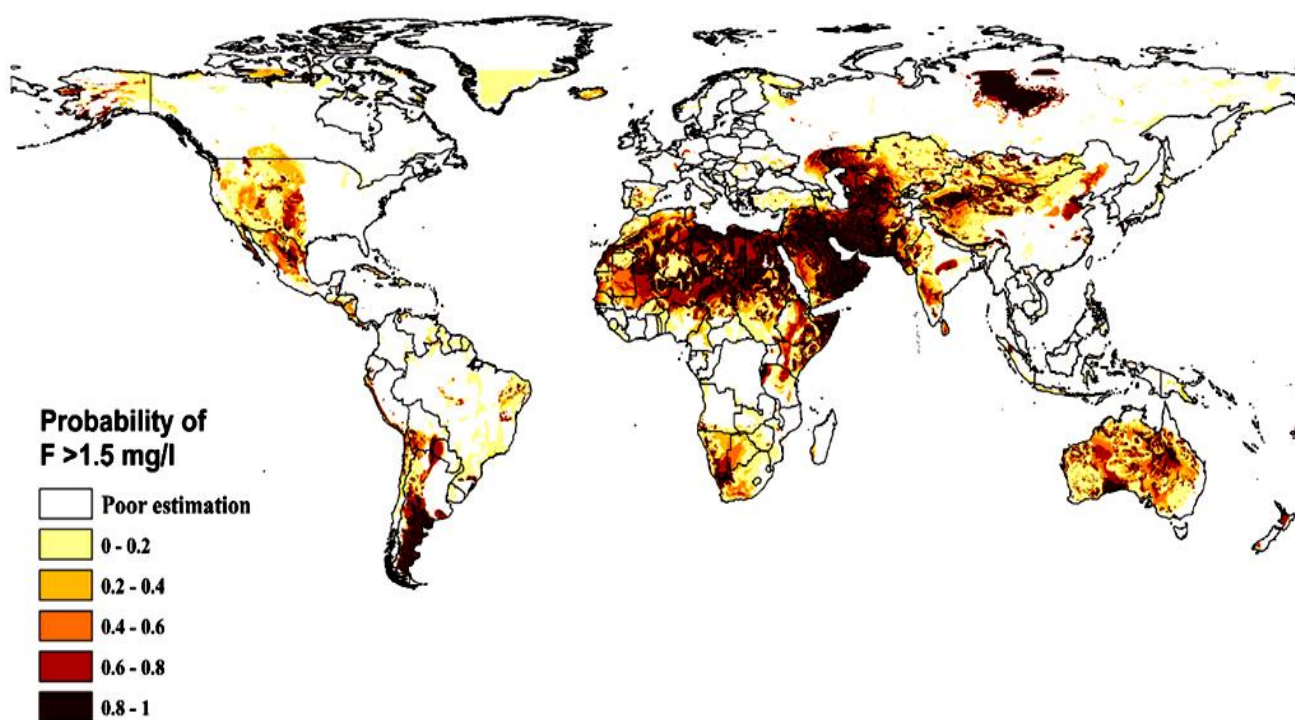 Probability of
F >1.5 mg/l
Poor estimation
0 - 0.2
0.2 - 0.4
0.4 - 0.6
0.6 - 0.8
0.8 - 1